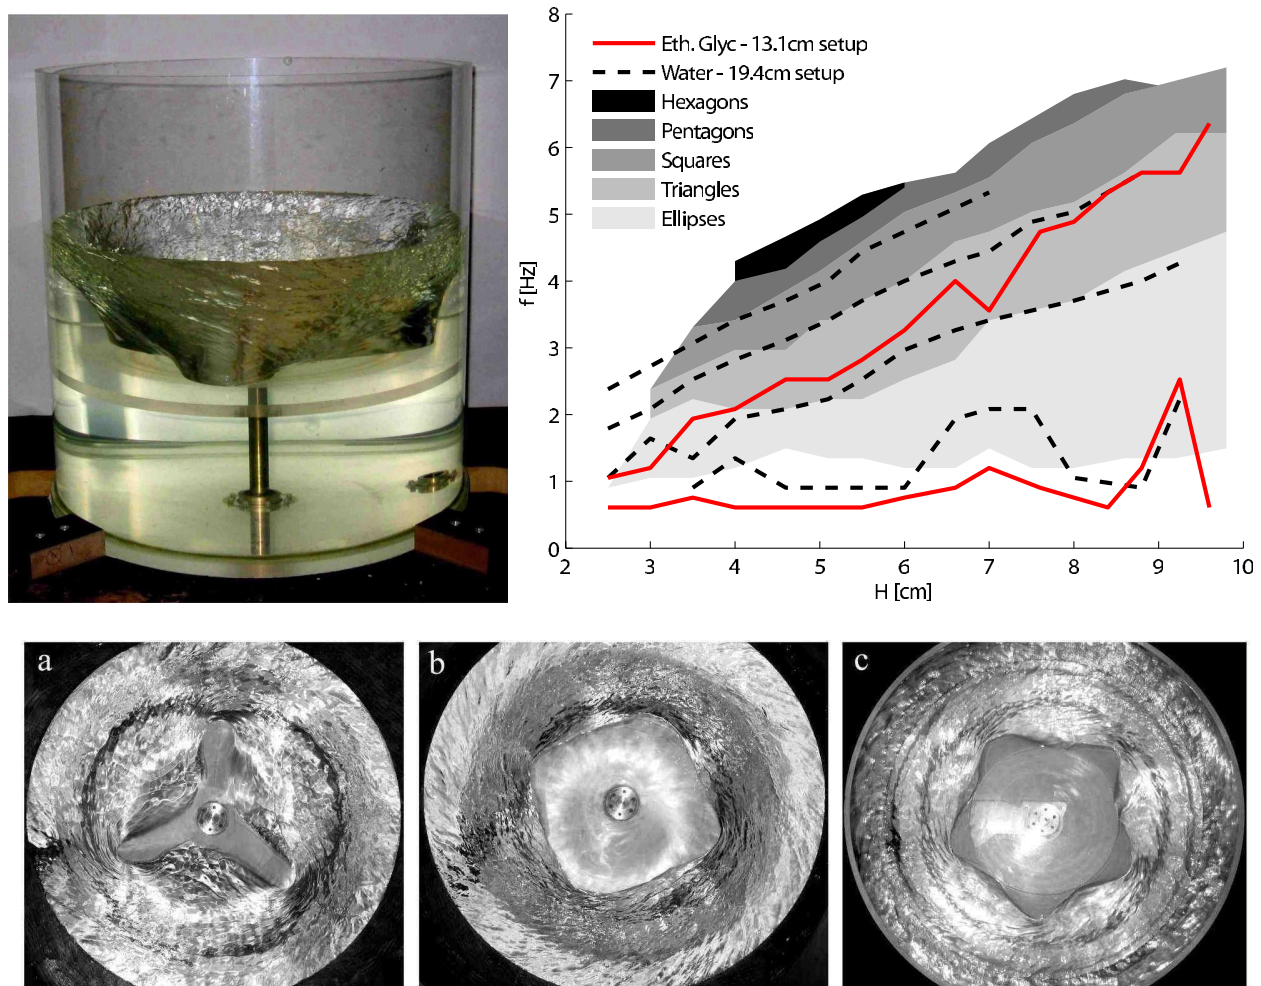 8
7
6
5
4
3
2
1
0
f [Hz]
Eth. Glyc - 13.1cm setup
Water - 19.4cm setup
Hexagons
Pentagons
Squares
Triangles
Ellipses
2 3 4 5 6 7 8 9 10
H [cm]
a b c